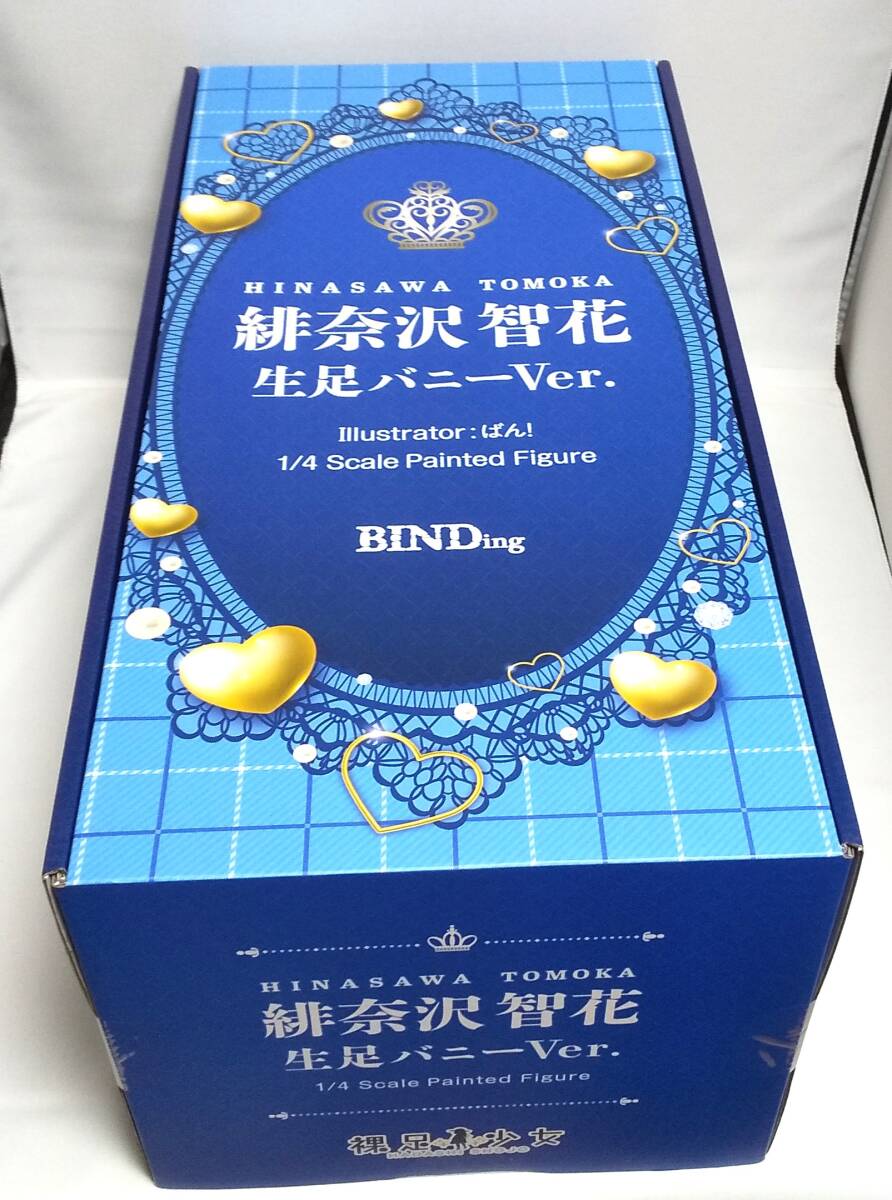 HINASAWA TOMOKA
緋奈沢 智花
生足バニーVer.
Illustrator:ばん!
1/4 Scale Painted Figure
BINDing
HINASAWA TOMOKA
緋奈沢 智花
生足バニーVer.
1/4 Scale Painted Figure
裸足少女
HADASHI SHOJO